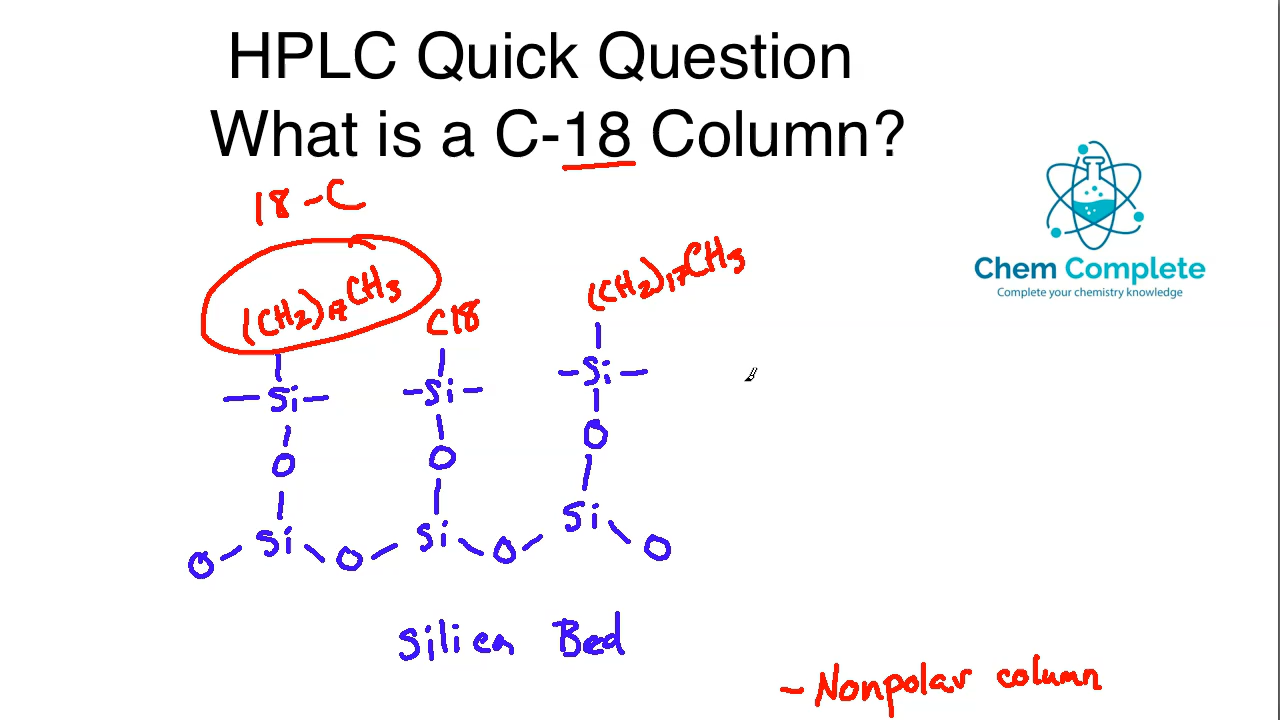 HPLC Quick Question
What is a C-18 Column?
18-C
(CH2)17CH3 C18 (CH2)17CH3
Chem Complete
Complete your chemistry knowledge
-Si- -Si- -Si-
O O O
Si Si Si
O O O O
Silica Bed
- Nonpolar column